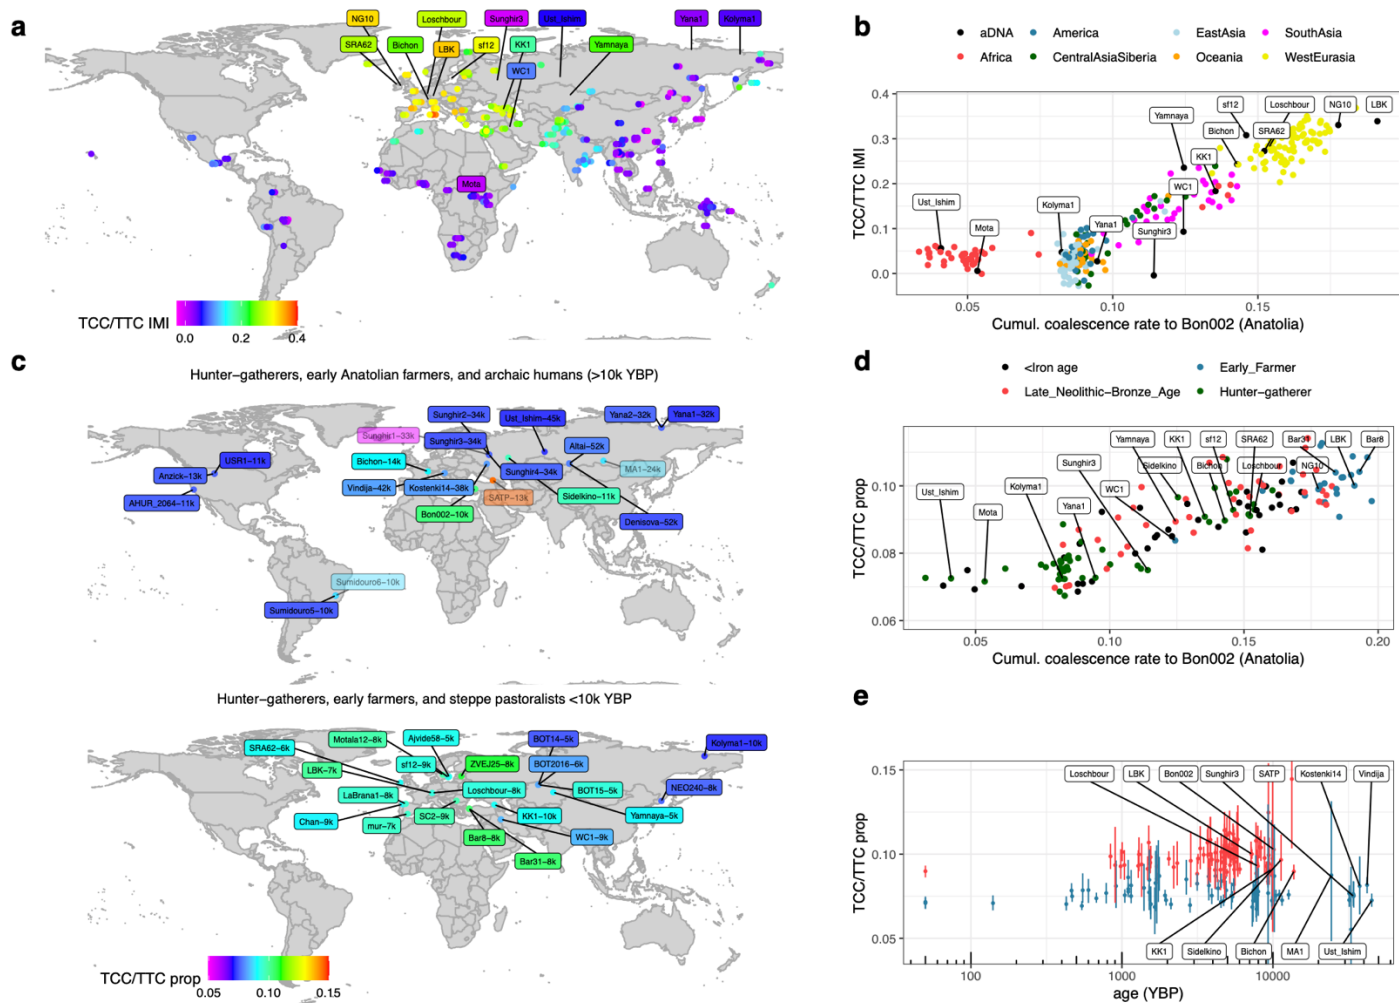 a
NG10
Loschbour
Sunghir3
Ust_Ishim
Yana1
Kolyma1
SRA62
Bichon
LBK
sf12
KK1
Yamnaya
WC1
Mota
TCC/TTC IMI
0.0 0.2 0.4
b
aDNA America EastAsia SouthAsia
Africa CentralAsiaSiberia Oceania WestEurasia
TCC/TTC IMI
0.4
0.3
0.2
0.1
0.0
sf12
Loschbour
NG10
LBK
Yamnaya
Bichon
SRA62
KK1
WC1
Ust_Ishim
Kolyma1
Mota
Yana1
Sunghir3
0.05 0.10 0.15
Cumul. coalescence rate to Bon002 (Anatolia)
c
Hunter−gatherers, early Anatolian farmers, and archaic humans (>10k YBP)
Sunghir2−34k
Ust_Ishim−45k
Yana2−32k
Yana1−32k
Sunghir1−33k
Sunghir3−34k
Altai−52k
USR1−11k
Bichon−14k
MA1−24k
Anzick−13k
Sunghir4−34k
Vindija−42k
Kostenki14−38k
SATP−13k
Sidelkino−11k
AHUR_2064−11k
Bon002−10k
Denisova−52k
Sumidouro6−10k
Sumidouro5−10k
Hunter−gatherers, early farmers, and steppe pastoralists <10k YBP
SRA62−6k
Motala12−8k
Ajvide58−5k
BOT14−5k
Kolyma1−10k
LBK−7k
sf12−9k
ZVEJ25−8k
BOT2016−6k
LaBrana1−8k
Loschbour−8k
BOT15−5k
NEO240−8k
Chan−9k
mur−7k
SC2−9k
KK1−10k
Yamnaya−5k
Bar8−8k
WC1−9k
Bar31−8k
TCC/TTC prop
0.05 0.10 0.15
d
<Iron age Early_Farmer
Late_Neolithic−Bronze_Age Hunter−gatherer
TCC/TTC prop
0.10
0.08
0.06
Yamnaya
KK1
sf12
SRA62
Bar31
LBK
Bar8
Sunghir3
Sidelkino
Bichon
Loschbour
NG10
Ust_Ishim
Kolyma1
WC1
Mota
Yana1
0.05 0.10 0.15 0.20
Cumul. coalescence rate to Bon002 (Anatolia)
e
TCC/TTC prop
0.15
0.10
0.05
Loschbour
LBK
Bon002
Sunghir3
SATP
Kostenki14
Vindija
KK1
Sidelkino
Bichon
MA1
Ust_Ishim
100 1000 10000
age (YBP)